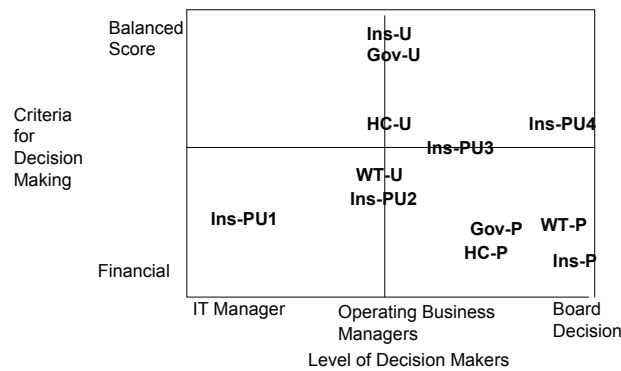 Balanced
Score
Ins-U
Gov-U
HC-U
Ins-PU4
Criteria
for
Decision
Making
Ins-PU3
WT-U
Ins-PU2
Ins-PU1
Gov-P
WT-P
HC-P
Ins-P
Financial
IT Manager
Operating Business
Managers
Board
Decision
Level of Decision Makers